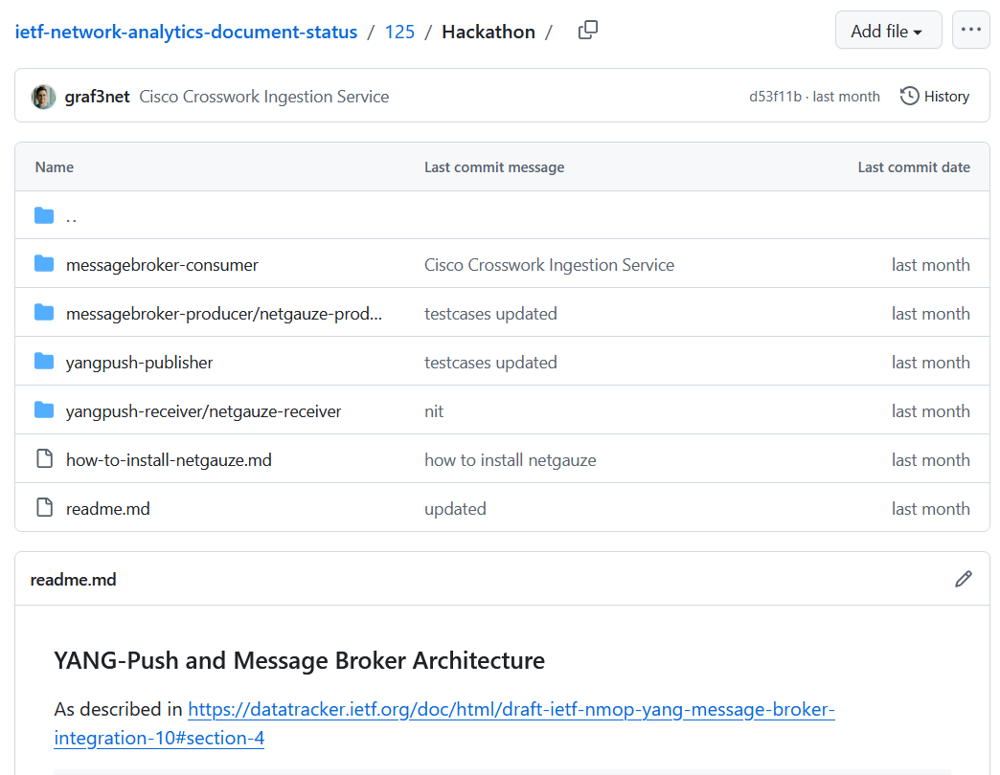 ietf-network-analytics-document-status / 125 / Hackathon /
Add file
graf3net Cisco Crosswork Ingestion Service d53f11b · last month History
Name Last commit message Last commit date
..
messagebroker-consumer Cisco Crosswork Ingestion Service last month
messagebroker-producer/netgauze-prod... testcases updated last month
yangpush-publisher testcases updated last month
yangpush-receiver/netgauze-receiver nit last month
how-to-install-netgauze.md how to install netgauze last month
readme.md updated last month
readme.md
YANG-Push and Message Broker Architecture
As described in https://datatracker.ietf.org/doc/html/draft-ietf-nmop-yang-message-broker-
integration-10#section-4